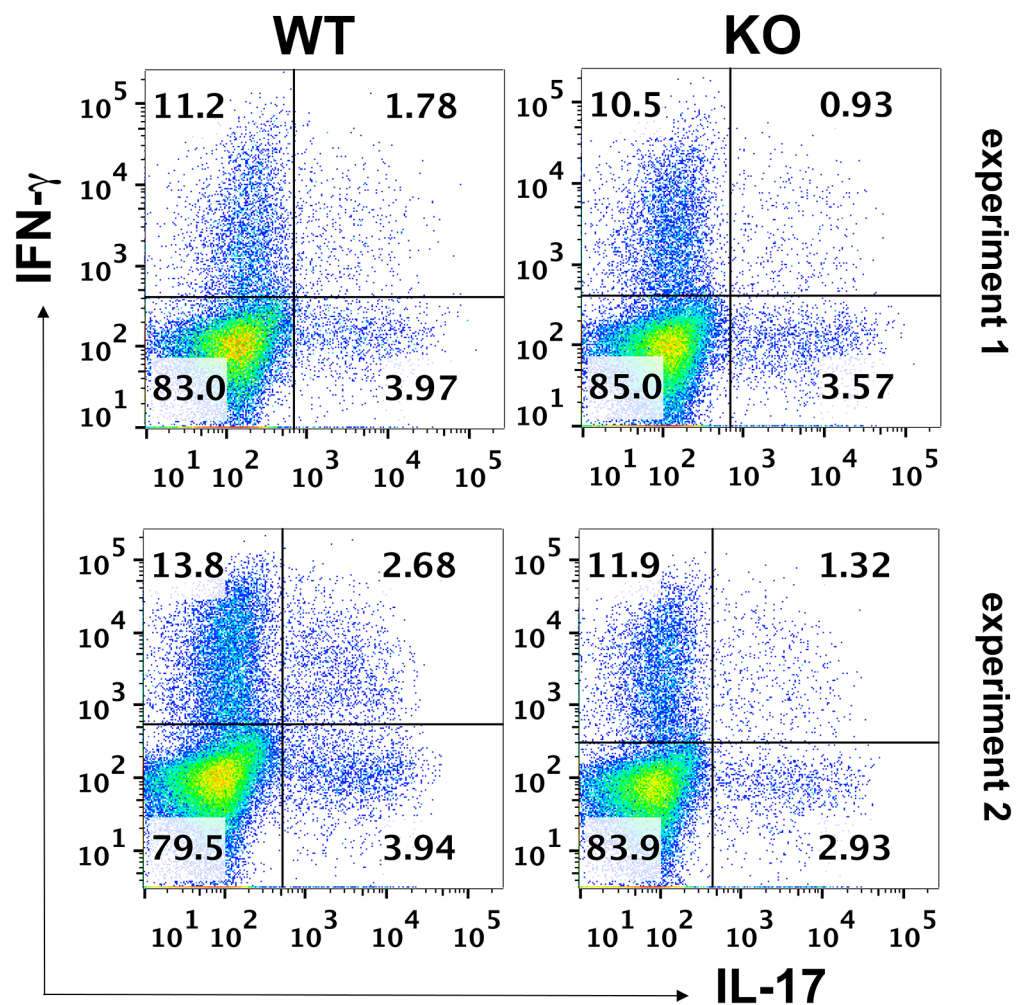 WT KO
10^5 11.2 1.78 10^5 10.5 0.93
10^4 10^4
10^3 10^3
10^2 10^2
83.0 3.97 85.0 3.57
10^1 10^1
10^1 10^2 10^3 10^4 10^5 10^1 10^2 10^3 10^4 10^5
experiment 1
IFN-γ
10^5 13.8 2.68 10^5 11.9 1.32
10^4 10^4
10^3 10^3
10^2 10^2
10^1 79.5 3.94 10^1 83.9 2.93
10^1 10^2 10^3 10^4 10^5 10^1 10^2 10^3 10^4 10^5
experiment 2
IL-17